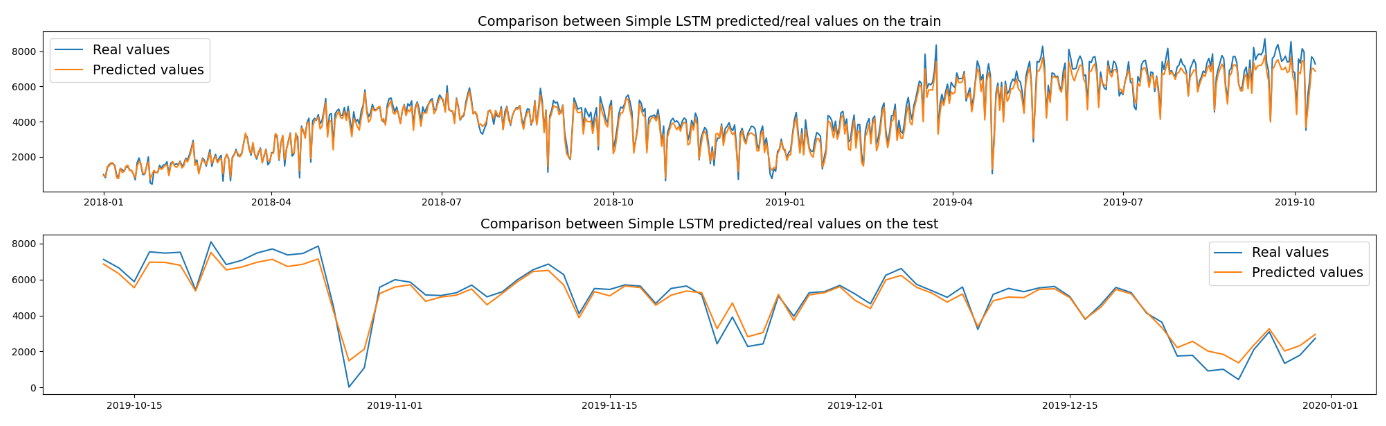 Comparison between Simple LSTM predicted/real values on the train
Real values
Predicted values
8000
6000
4000
2000
2018-01 2018-04 2018-07 2018-10 2019-01 2019-04 2019-07 2019-10
Comparison between Simple LSTM predicted/real values on the test
Real values
Predicted values
8000
6000
4000
2000
0
2019-10-15 2019-11-01 2019-11-15 2019-12-01 2019-12-15 2020-01-01